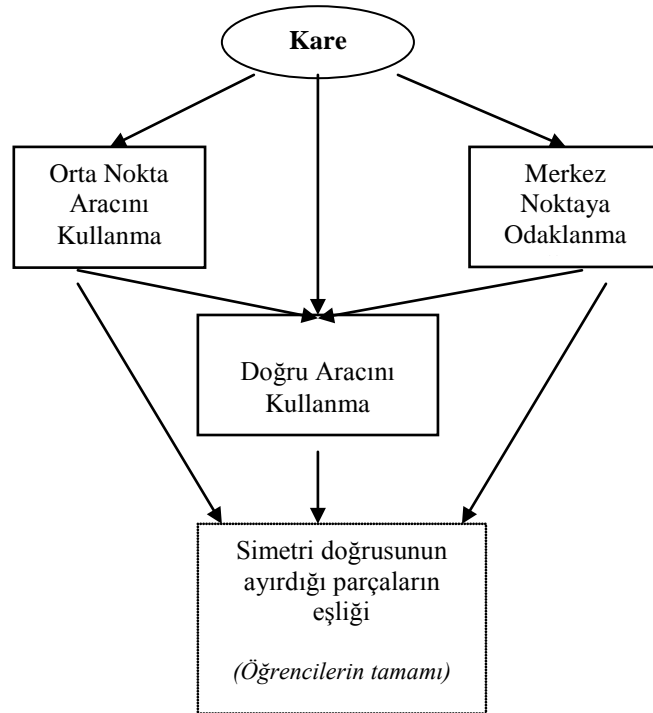 Kare
Orta Nokta
Aracını
Kullanma
Merkez
Noktaya
Odaklanma
Doğru Aracını
Kullanma
Simetri doğrusunun
ayırdığı parçaların
eşliği
(Öğrencilerin tamamı)